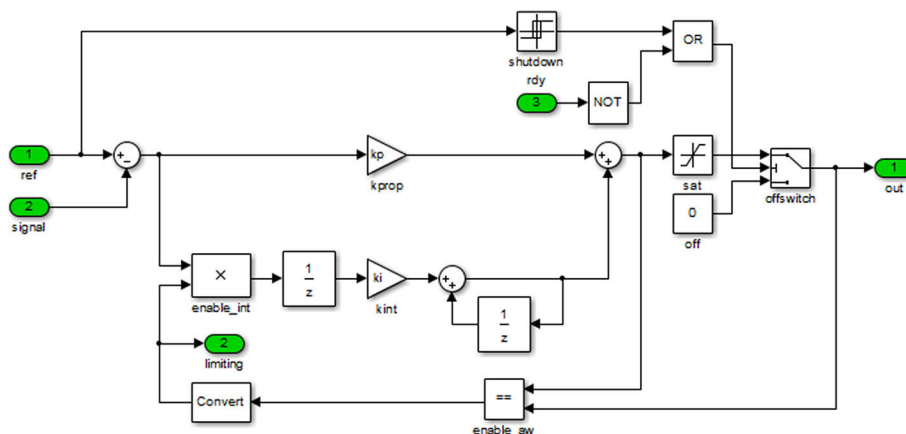 shutdown
OR
rdy
3
NOT
1
ref
+
−
kp
kprop
+
+
sat
offswitch
1
out
2
signal
0
off
×
enable_int
1
z
ki
kint
+
+
1
z
2
limiting
Convert
==
enable_aw